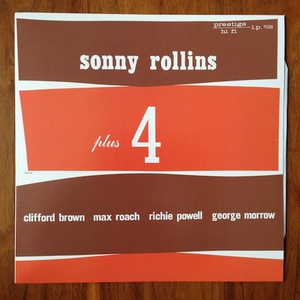 prestige
hi fi
l.p. 7038
sonny rollins
plus 4
clifford brown max roach richie powell george morrow